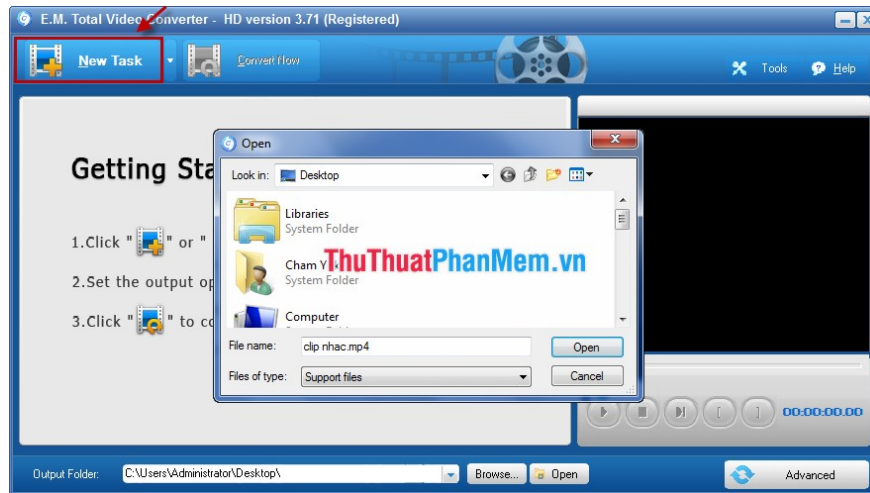 E.M. Total Video Converter - HD version 3.71 (Registered)
New Task
Convert Now
Tools
Help
Getting Sta
1.Click " " or "
2.Set the output op
3.Click " " to co
Open
Look in: Desktop
Libraries
System Folder
Cham
System Folder
Computer
ThuThuatPhanMem.vn
File name: clip nhac.mp4 Open
Files of type: Support files Cancel
00:00:00.00
Output Folder: C:\Users\Administrator\Desktop\ Browse... Open Advanced